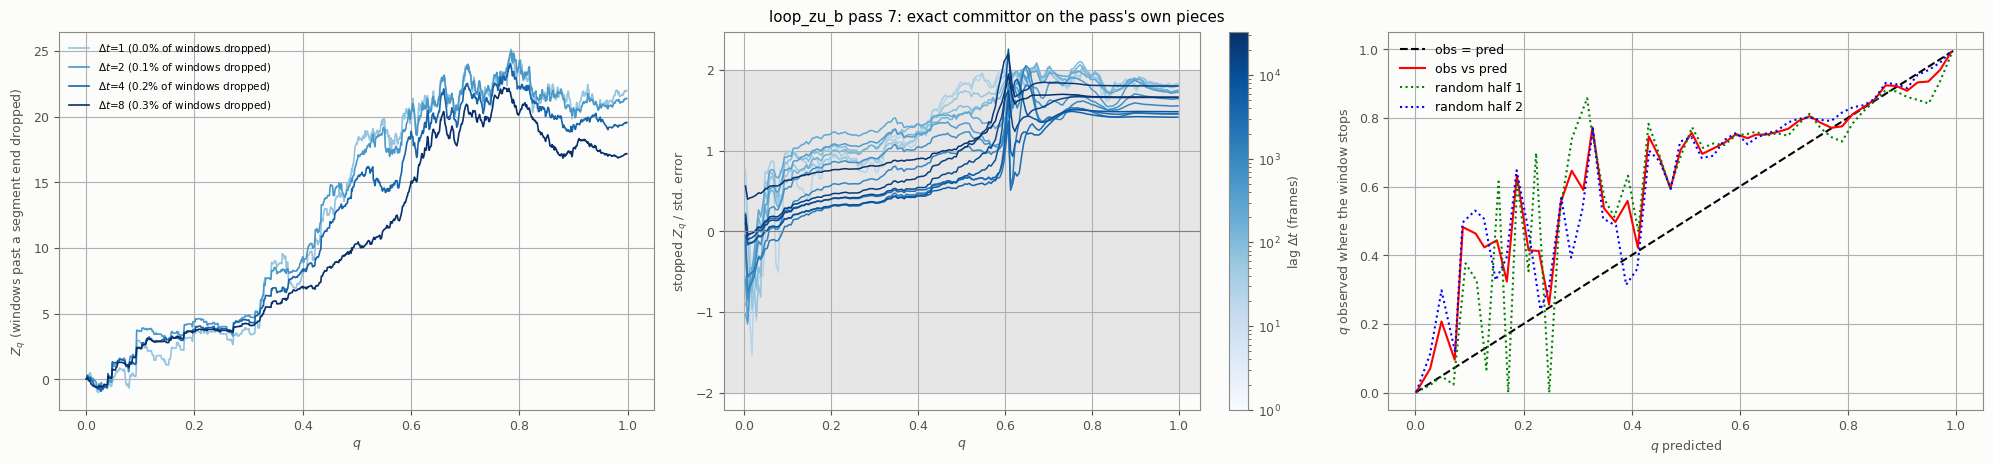 loop_zu_b pass 7: exact committor on the pass's own pieces
Z_q (windows past a segment end dropped)
25
20
15
10
5
0
Δt=1 (0.0% of windows dropped)
Δt=2 (0.1% of windows dropped)
Δt=4 (0.2% of windows dropped)
Δt=8 (0.3% of windows dropped)
0.0 0.2 0.4 0.6 0.8 1.0
q
stopped Z_q / std. error
2
1
0
−1
−2
0.0 0.2 0.4 0.6 0.8 1.0
q
10^4
10^3
10^2
10^1
10^0
lag Δt (frames)
q observed where the window stops
1.0
0.8
0.6
0.4
0.2
0.0
obs = pred
obs vs pred
random half 1
random half 2
0.0 0.2 0.4 0.6 0.8 1.0
q predicted